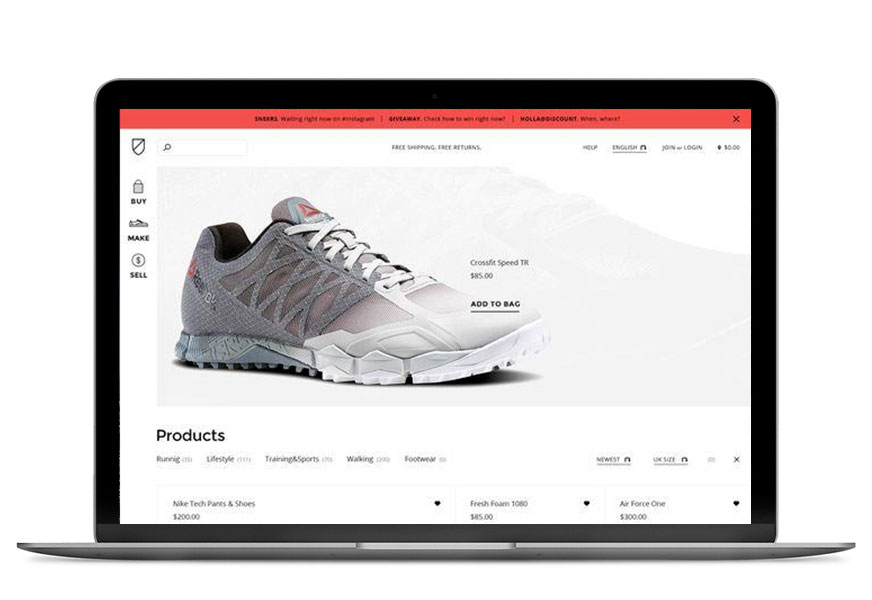 SNEKRS. Waiting right now on #instagram | GIVEAWAY. Check how to win right now? | HOLLA@DISCOUNT. When, where?
FREE SHIPPING. FREE RETURNS.
HELP
ENGLISH
JOIN or LOGIN
$0.00
BUY
MAKE
SELL
Crossfit Speed TR
$85.00
ADD TO BAG
Products
Runnig (35) Lifestyle (111) Training&Sports (70) Walking (200) Footwear (0)
NEWEST
UK SIZE
(0)
Nike Tech Pants & Shoes
$200.00
Fresh Foam 1080
$85.00
Air Force One
$300.00